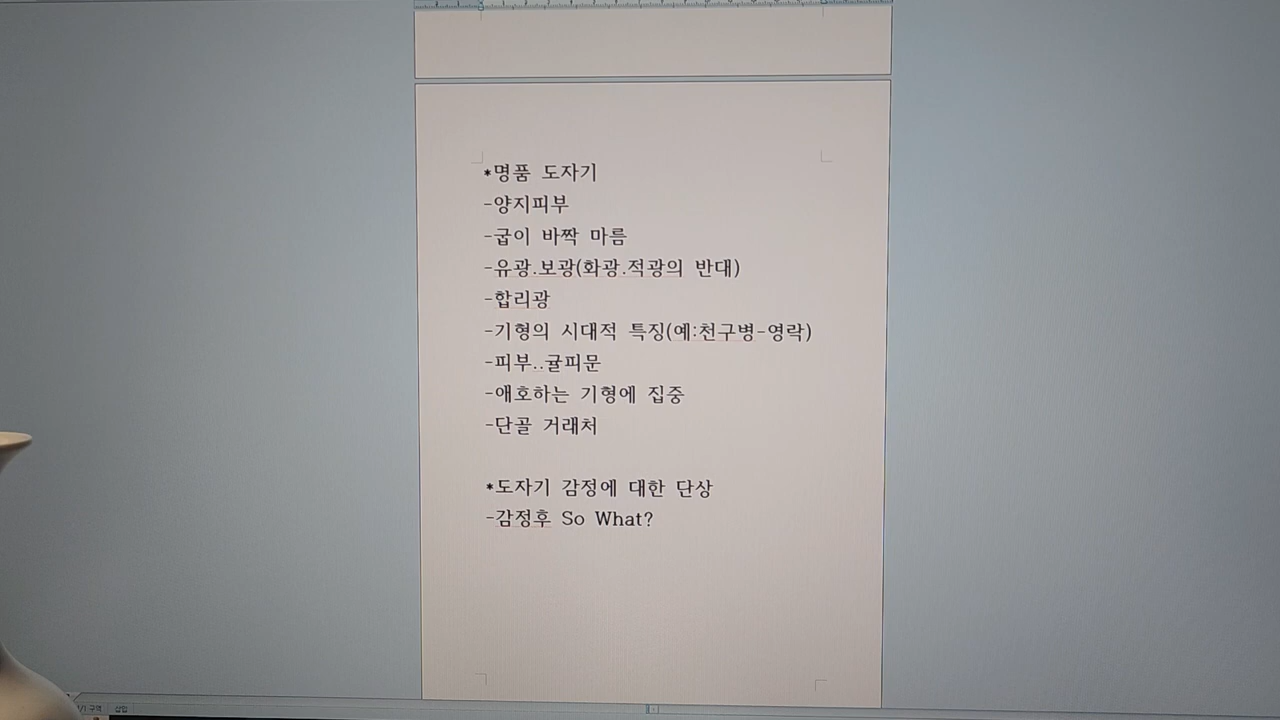 *명품 도자기
-양지피부
-굽이 바짝 마름
-유광.보광(화광.적광의 반대)
-합리광
-기형의 시대적 특징(예:천구병-영락)
-피부..귤피문
-애호하는 기형에 집중
-단골 거래처
*도자기 감정에 대한 단상
-감정후 So What?
구역 삽입